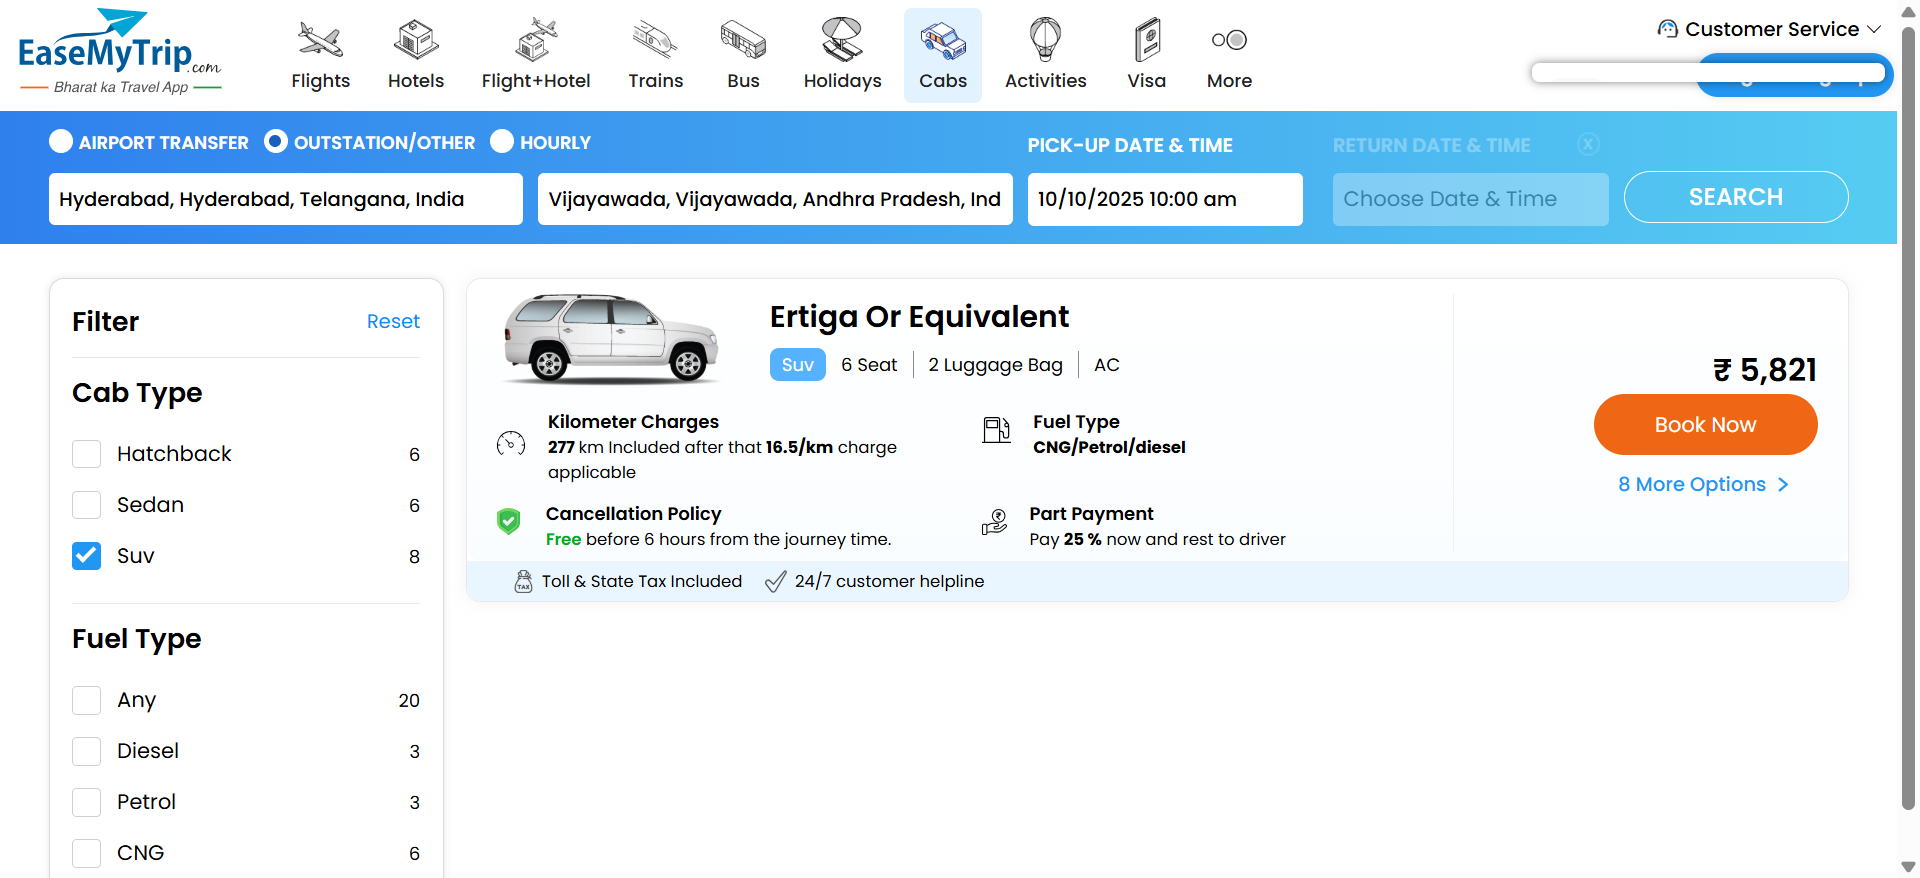 EaseMyTrip.com
Bharat ka Travel App
Flights
Hotels
Flight+Hotel
Trains
Bus
Holidays
Cabs
Activities
Visa
More
Customer Service
AIRPORT TRANSFER
OUTSTATION/OTHER
HOURLY
PICK-UP DATE & TIME
RETURN DATE & TIME
X
Hyderabad, Hyderabad, Telangana, India
Vijayawada, Vijayawada, Andhra Pradesh, Ind
10/10/2025 10:00 am
Choose Date & Time
SEARCH
Filter
Reset
Cab Type
Hatchback 6
Sedan 6
Suv 8
Fuel Type
Any 20
Diesel 3
Petrol 3
CNG 6
Ertiga Or Equivalent
Suv 6 Seat 2 Luggage Bag AC
Kilometer Charges
277 km Included after that 16.5/km charge
applicable
Fuel Type
CNG/Petrol/diesel
Cancellation Policy
Free before 6 hours from the journey time.
Part Payment
Pay 25 % now and rest to driver
TAX
Toll & State Tax Included
24/7 customer helpline
₹ 5,821
Book Now
8 More Options